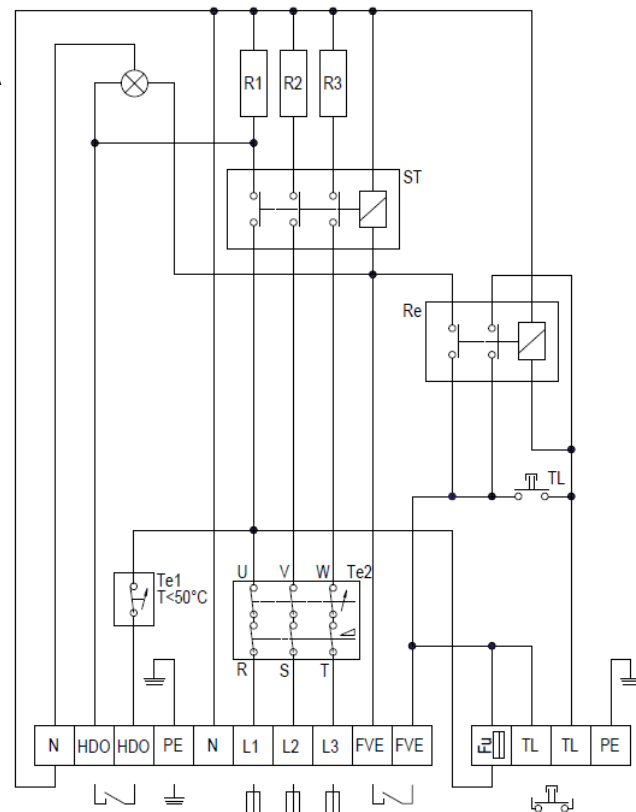 R1 R2 R3
ST
Re
TL
Te1
T<50°C
U V W Te2
R S T
N HDO HDO PE N L1 L2 L3 FVE FVE Fu TL TL PE